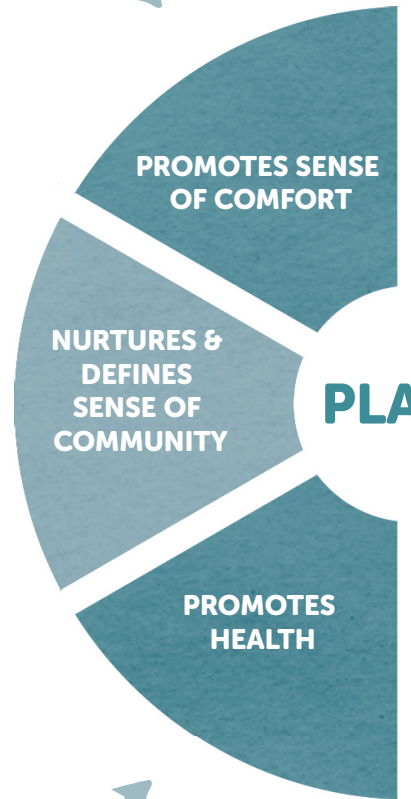 PROMOTES SENSE
OF COMFORT
NURTURES &
DEFINES
SENSE OF
COMMUNITY
PLA
PROMOTES
HEALTH